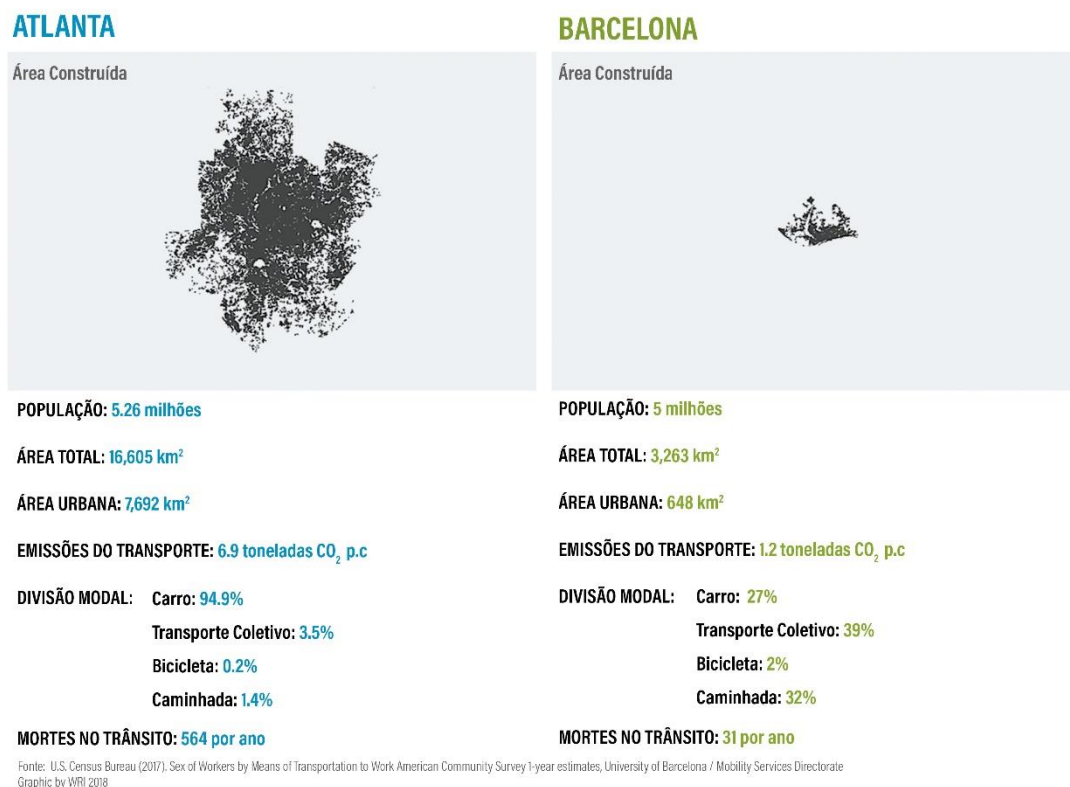 ATLANTA
Área Construída
POPULAÇÃO: 5.26 milhões
ÁREA TOTAL: 16,605 km²
ÁREA URBANA: 7,692 km²
EMISSÕES DO TRANSPORTE: 6.9 toneladas CO₂ p.c
DIVISÃO MODAL: Carro: 94.9%
Transporte Coletivo: 3.5%
Bicicleta: 0.2%
Caminhada: 1.4%
MORTES NO TRÂNSITO: 564 por ano
BARCELONA
Área Construída
POPULAÇÃO: 5 milhões
ÁREA TOTAL: 3,263 km²
ÁREA URBANA: 648 km²
EMISSÕES DO TRANSPORTE: 1.2 toneladas CO₂ p.c
DIVISÃO MODAL: Carro: 27%
Transporte Coletivo: 39%
Bicicleta: 2%
Caminhada: 32%
MORTES NO TRÂNSITO: 31 por ano
Fonte: U.S. Census Bureau (2017). Sex of Workers by Means of Transportation to Work American Community Survey 1-year estimates, University of Barcelona / Mobility Services Directorate
Graphic by WRI 2018